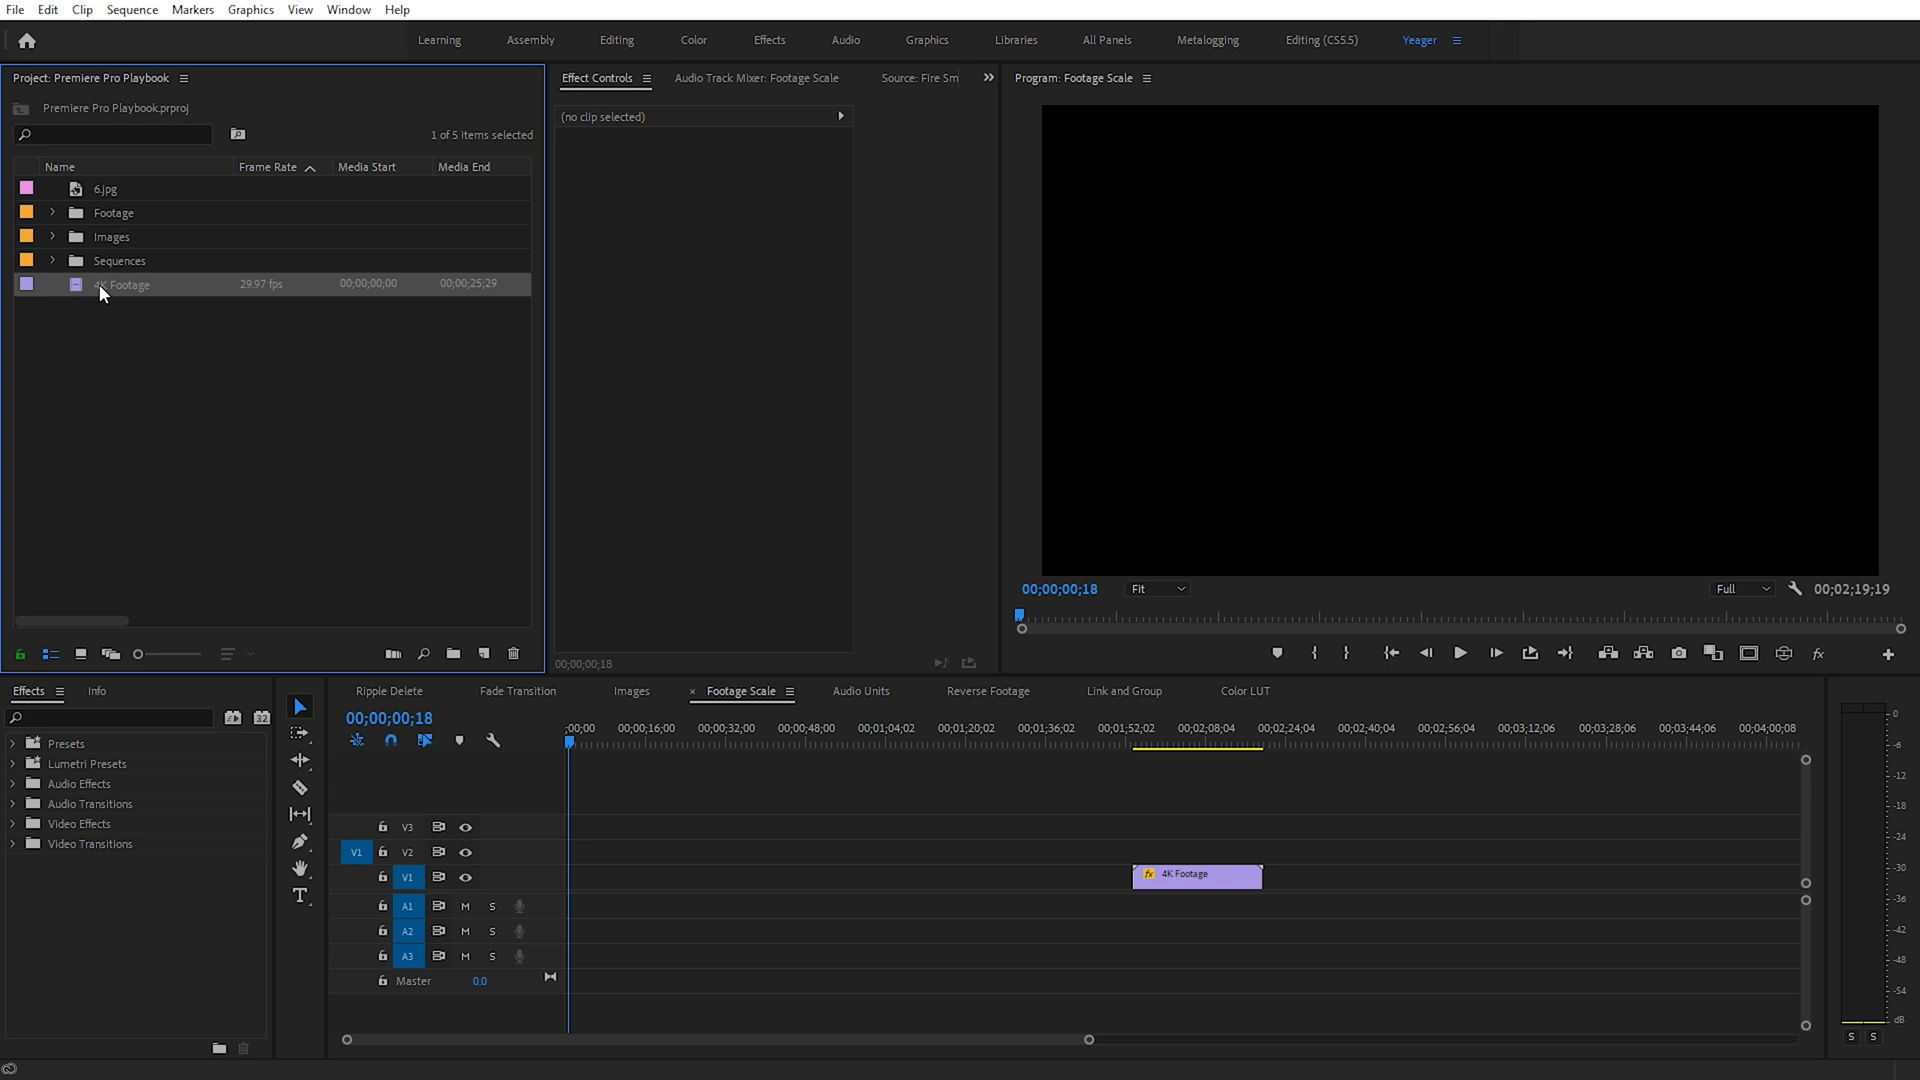 File Edit Clip Sequence Markers Graphics View Window Help
Learning Assembly Editing Color Effects Audio Graphics Libraries All Panels Metalogging Editing (CS5.5) Yeager
Project: Premiere Pro Playbook
Premiere Pro Playbook.prproj
1 of 5 items selected
Name Frame Rate Media Start Media End
6.jpg
Footage
Images
Sequences
4K Footage 29.97 fps 00;00;00;00 00;00;25;29
Effect Controls Audio Track Mixer: Footage Scale Source: Fire Sm
(no clip selected)
00;00;00;18
Program: Footage Scale
00;00;00;18 Fit Full 00;02;19;19
Effects Info
32
Presets
Lumetri Presets
Audio Effects
Audio Transitions
Video Effects
Video Transitions
Ripple Delete Fade Transition Images × Footage Scale Audio Units Reverse Footage Link and Group Color LUT
00;00;00;18
;00;00 00;00;16;00 00;00;32;00 00;00;48;00 00;01;04;02 00;01;20;02 00;01;36;02 00;01;52;02 00;02;08;04 00;02;24;04 00;02;40;04 00;02;56;04 00;03;12;06 00;03;28;06 00;03;44;06 00;04;00;08
V3
V1 V2
V1
fx 4K Footage
A1 M S
A2 M S
A3 M S
Master 0.0
0
-6
-12
-18
-24
-30
-36
-42
-48
-54
dB
S S